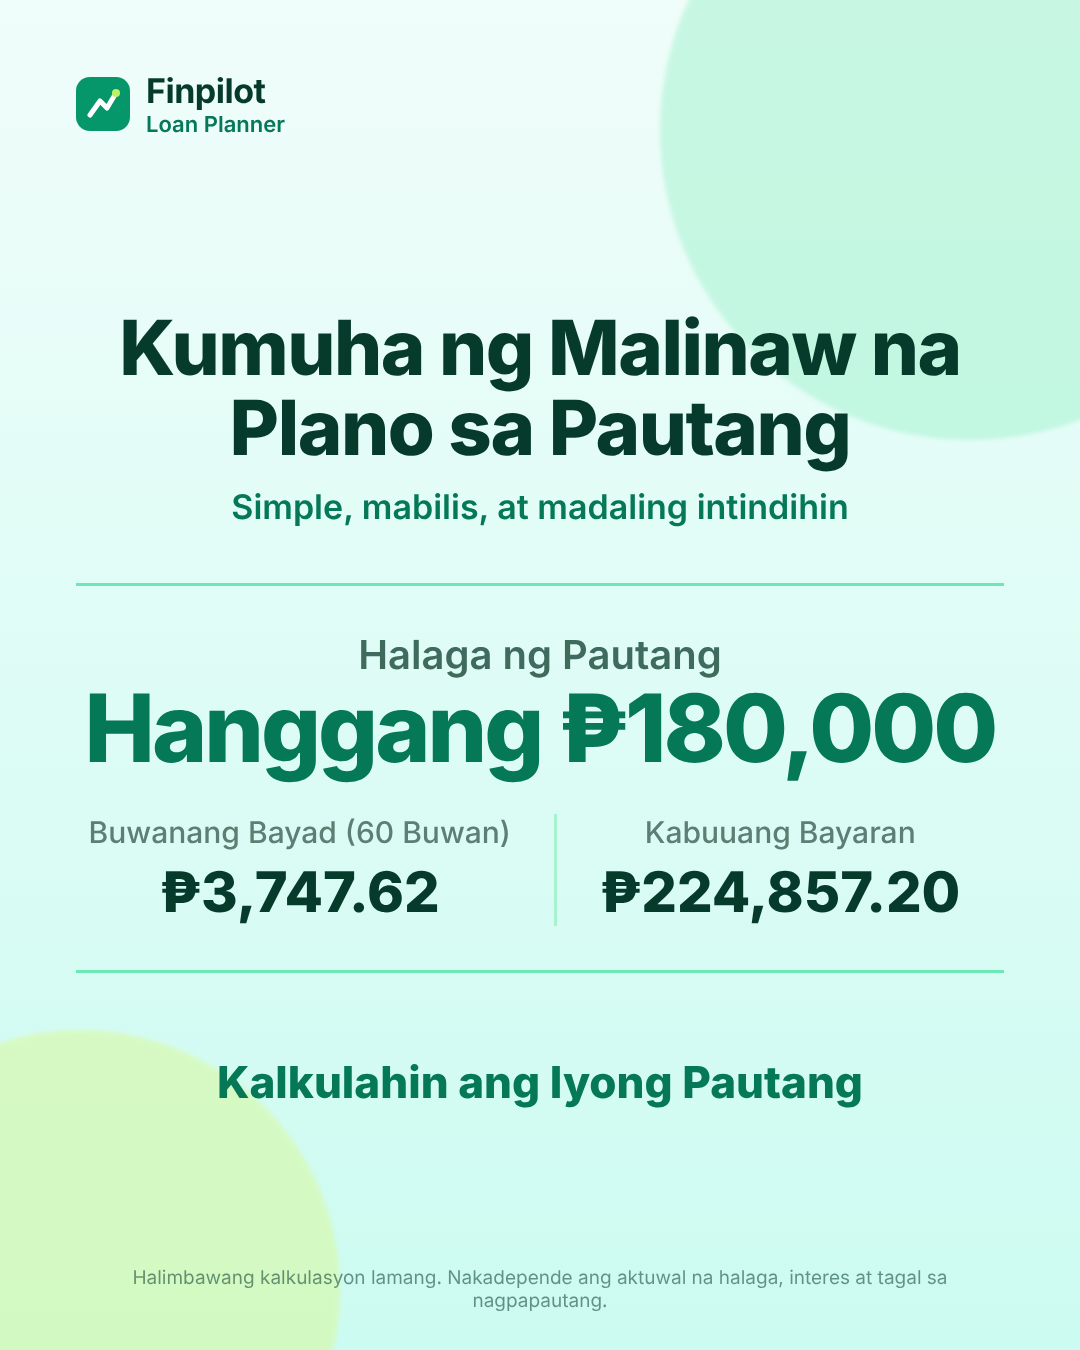 Finpilot
Loan Planner
Kumuha ng Malinaw na
Plano sa Pautang
Simple, mabilis, at madaling intindihin
Halaga ng Pautang
Hanggang ₱180,000
Buwanang Bayad (60 Buwan)
₱3,747.62
Kabuuang Bayaran
₱224,857.20
Kalkulahin ang Iyong Pautang
Halimbawang kalkulasyon lamang. Nakadepende ang aktuwal na halaga, interes at tagal sa
nagpapautang.